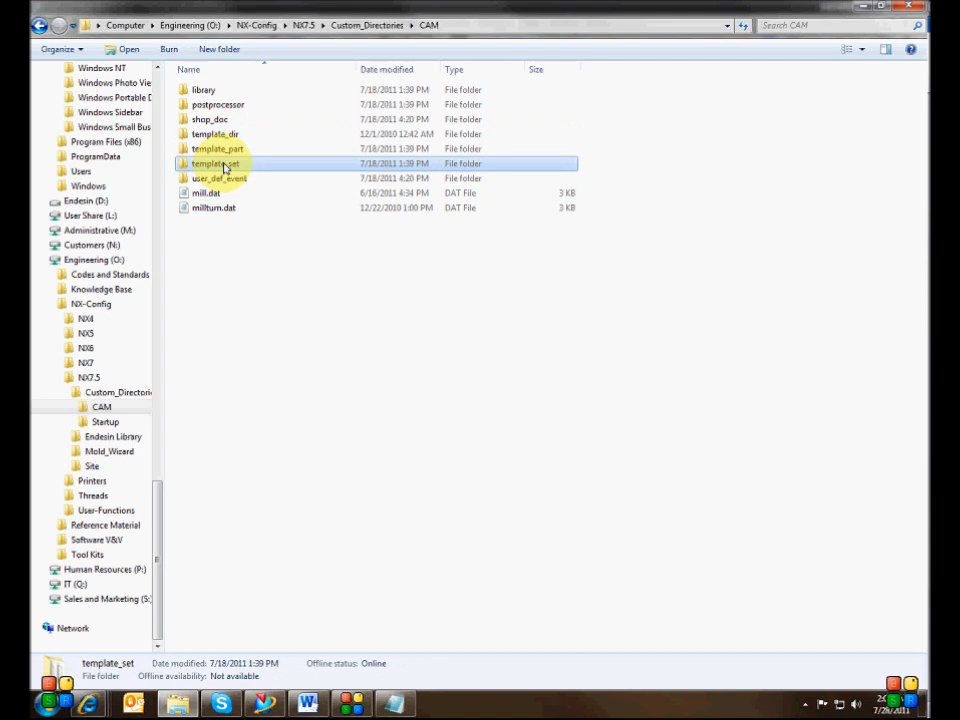 Computer ▸ Engineering (O:) ▸ NX-Config ▸ NX7.5 ▸ Custom_Directories ▸ CAM
Search CAM
Organize Open Burn New folder
Name Date modified Type Size
library 7/18/2011 1:39 PM File folder
postprocessor 7/18/2011 1:39 PM File folder
shop_doc 7/18/2011 4:20 PM File folder
template_dir 12/1/2010 12:42 AM File folder
template_part 7/18/2011 1:39 PM File folder
template_set 7/18/2011 1:39 PM File folder
user_def_event 7/18/2011 4:20 PM File folder
mill.dat 6/16/2011 4:34 PM DAT File 3 KB
millturn.dat 12/22/2010 1:00 PM DAT File 3 KB
Windows NT
Windows Photo Vie
Windows Portable D
Windows Sidebar
Windows Small Bus
Program Files (x86)
ProgramData
Users
Windows
Endesin (D:)
User Share (L:)
Administrative (M:)
Customers (N:)
Engineering (O:)
Codes and Standards
Knowledge Base
NX-Config
NX4
NX5
NX6
NX7
NX7.5
Custom_Directorie
CAM
Startup
Endesin Library
Mold_Wizard
Site
Printers
Threads
User-Functions
Reference Material
Software V&V
Tool Kits
Human Resources (P:)
IT (Q:)
Sales and Marketing (S:)
Network
template_set Date modified: 7/18/2011 1:39 PM Offline status: Online
File folder Offline availability: Not available